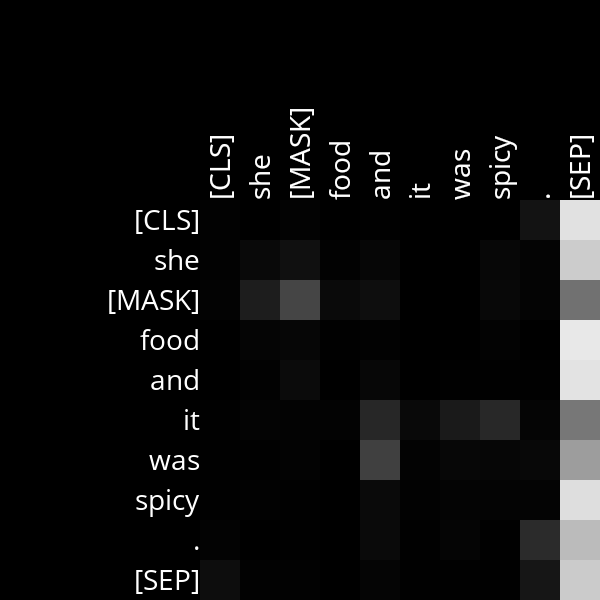 [CLS] she [MASK] food and it was spicy . [SEP]
[CLS]
she
[MASK]
food
and
it
was
spicy
.
[SEP]